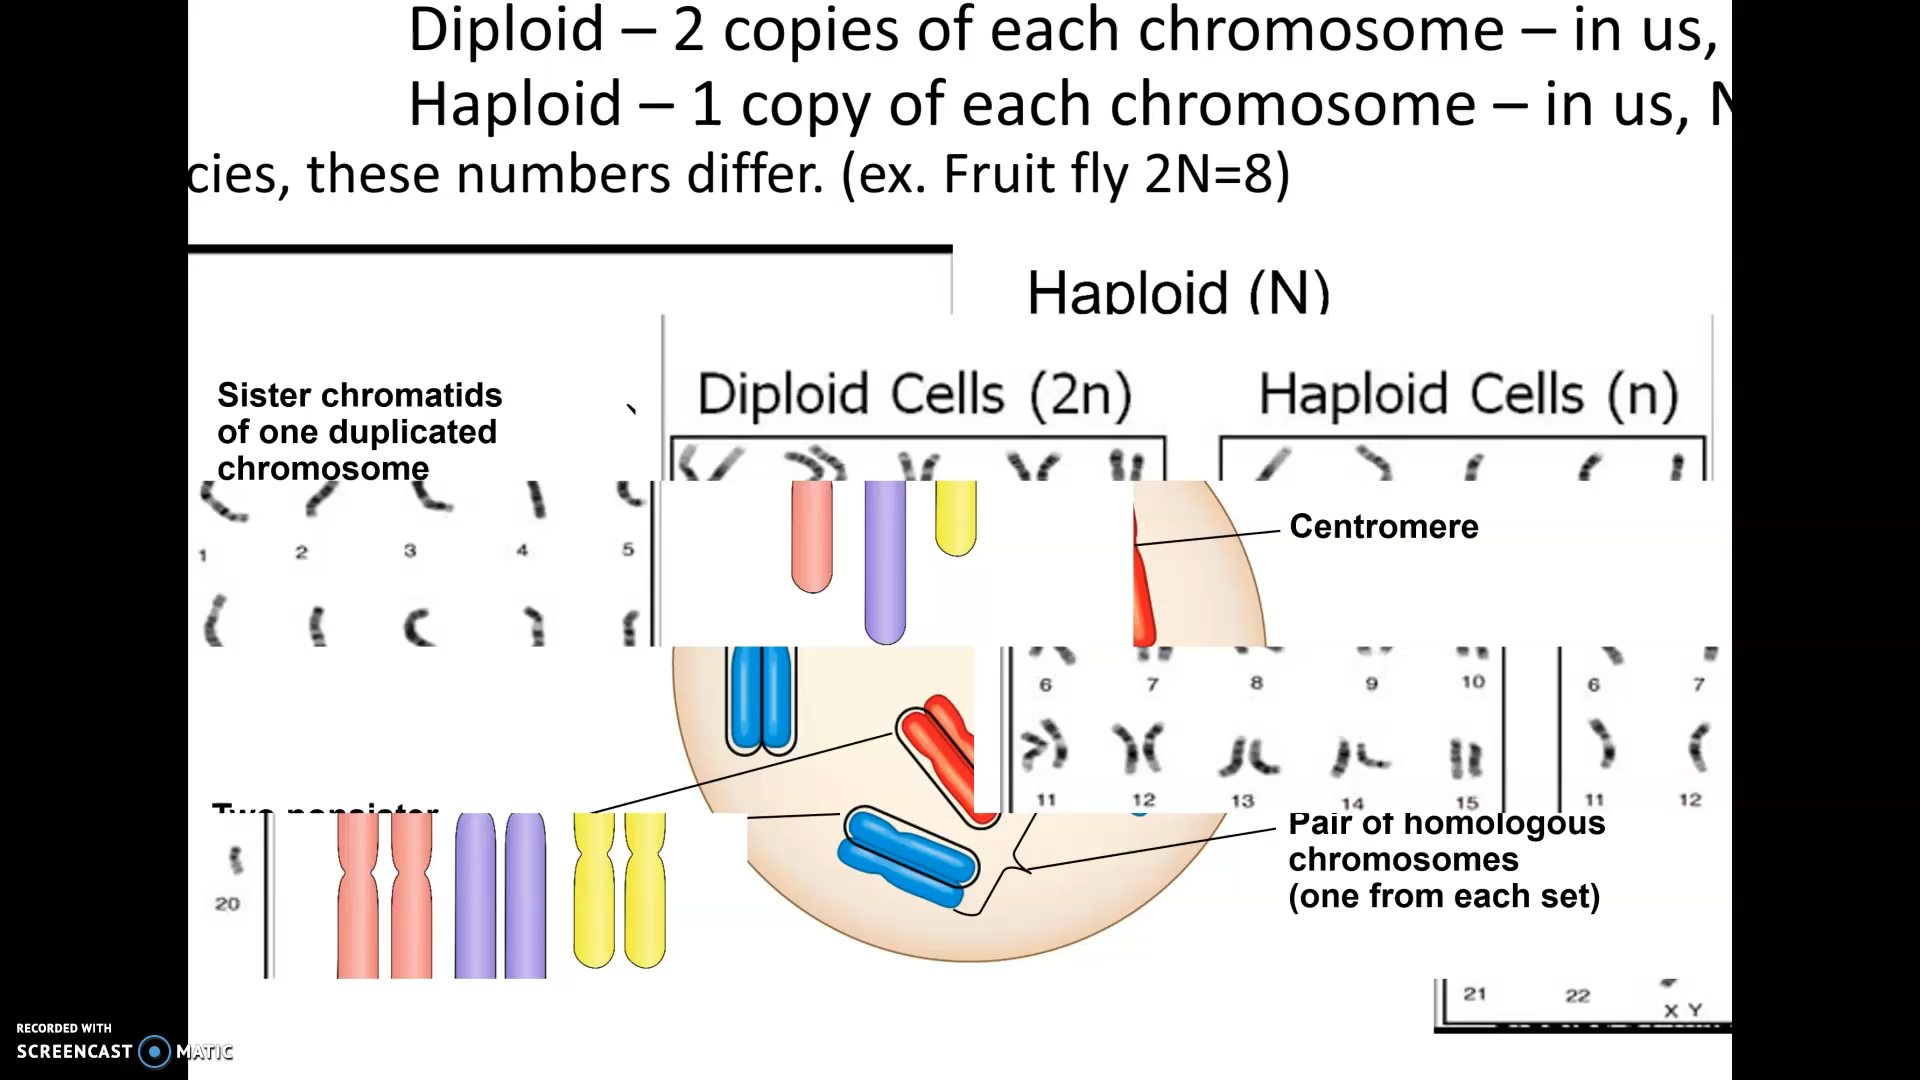 Diploid – 2 copies of each chromosome – in us,
Haploid – 1 copy of each chromosome – in us, N
cies, these numbers differ. (ex. Fruit fly 2N=8)
Haploid (N)
Diploid Cells (2n)
Haploid Cells (n)
Sister chromatids
of one duplicated
chromosome
Centromere
1 2 3 4 5
6 7 8 9 10
6 7
11 12 13 14 15
11 12
Two nonsister
Pair of homologous
chromosomes
(one from each set)
20
21 22 X Y
RECORDED WITH
SCREENCAST MATIC